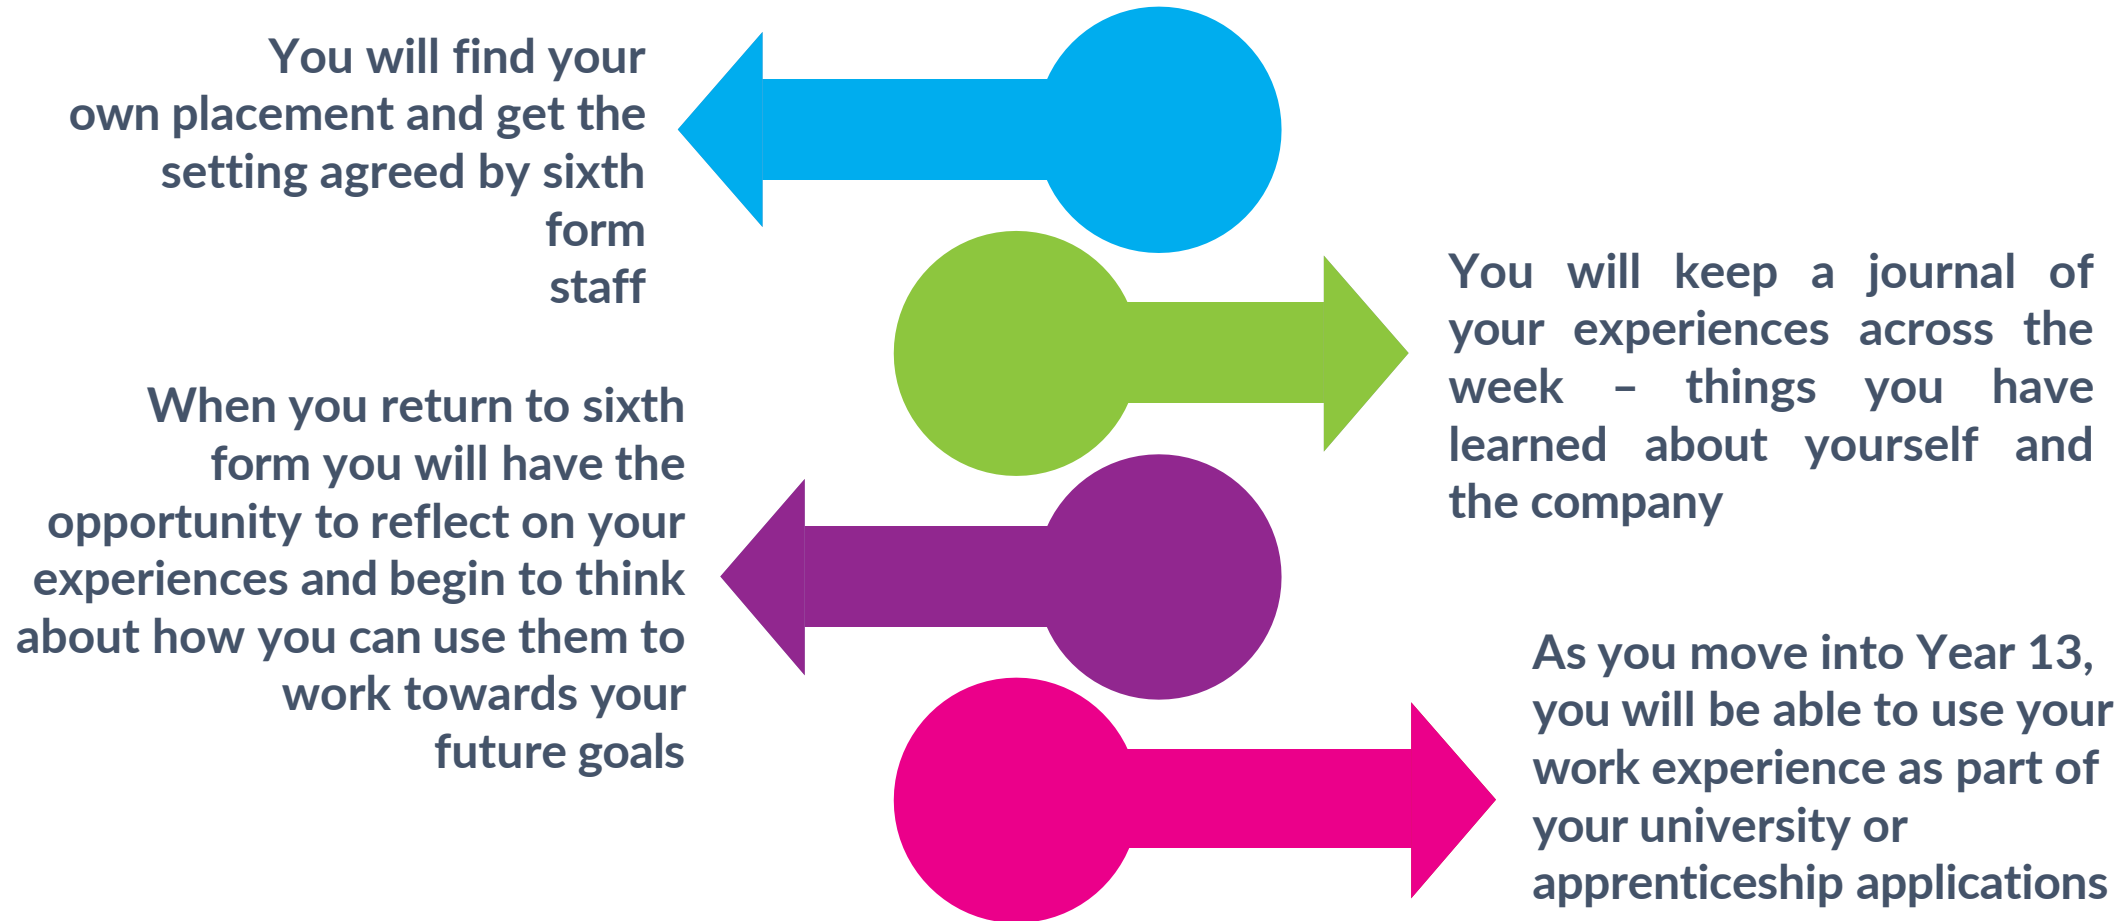 You will find your
own placement and get the
setting agreed by sixth
form
staff
You will keep a journal of
your experiences across the
week – things you have
learned about yourself and
the company
When you return to sixth
form you will have the
opportunity to reflect on your
experiences and begin to think
about how you can use them to
work towards your
future goals
As you move into Year 13,
you will be able to use your
work experience as part of
your university or
apprenticeship applications